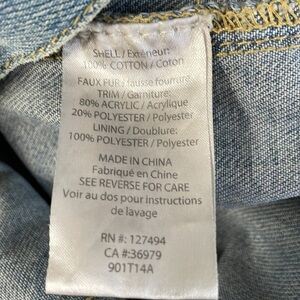 SHELL / Extérieur:
100% COTTON / Coton
FAUX FUR / fausse fourrure
TRIM / Garniture:
80% ACRYLIC / Acrylique
20% POLYESTER / Polyester
LINING / Doublure:
100% POLYESTER / Polyester
MADE IN CHINA
Fabriqué en Chine
SEE REVERSE FOR CARE
Voir au dos pour instructions
de lavage
RN #: 127494
CA #:36979
901T14A